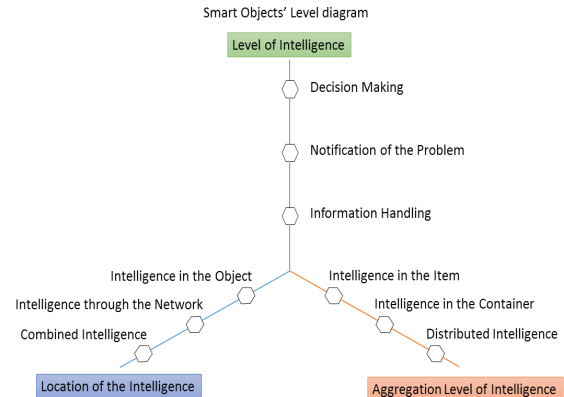 Smart Objects' Level diagram
Level of Intelligence
Decision Making
Notification of the Problem
Information Handling
Intelligence in the Object
Intelligence in the Item
Intelligence through the Network
Intelligence in the Container
Combined Intelligence
Distributed Intelligence
Location of the Intelligence
Aggregation Level of Intelligence